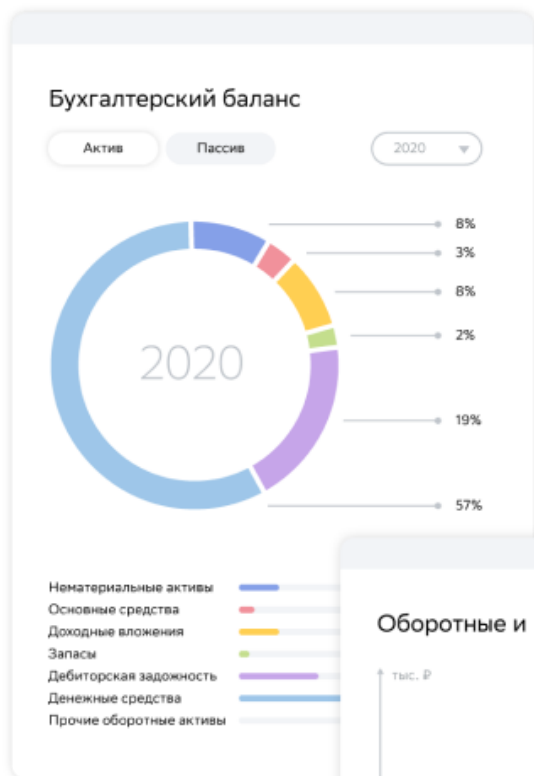 Бухгалтерский баланс
Актив
Пассив
2020
8%
3%
8%
2%
2020
19%
57%
Нематериальные активы
Основные средства
Доходные вложения
Запасы
Дебиторская задожность
Денежные средства
Прочие оборотные активы
Оборотные и
тыс. ₽